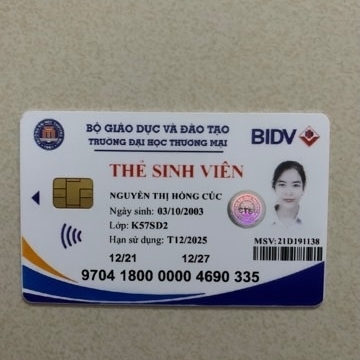 BỘ GIÁO DỤC VÀ ĐÀO TẠO
TRƯỜNG ĐẠI HỌC THƯƠNG MẠI
BIDV
THẺ SINH VIÊN
NGUYỄN THỊ HỒNG CÚC
Ngày sinh: 03/10/2003
Lớp: K57SD2
Hạn sử dụng: T12/2025
MSV:21D191138
12/21 12/27
9704 1800 0000 4690 335